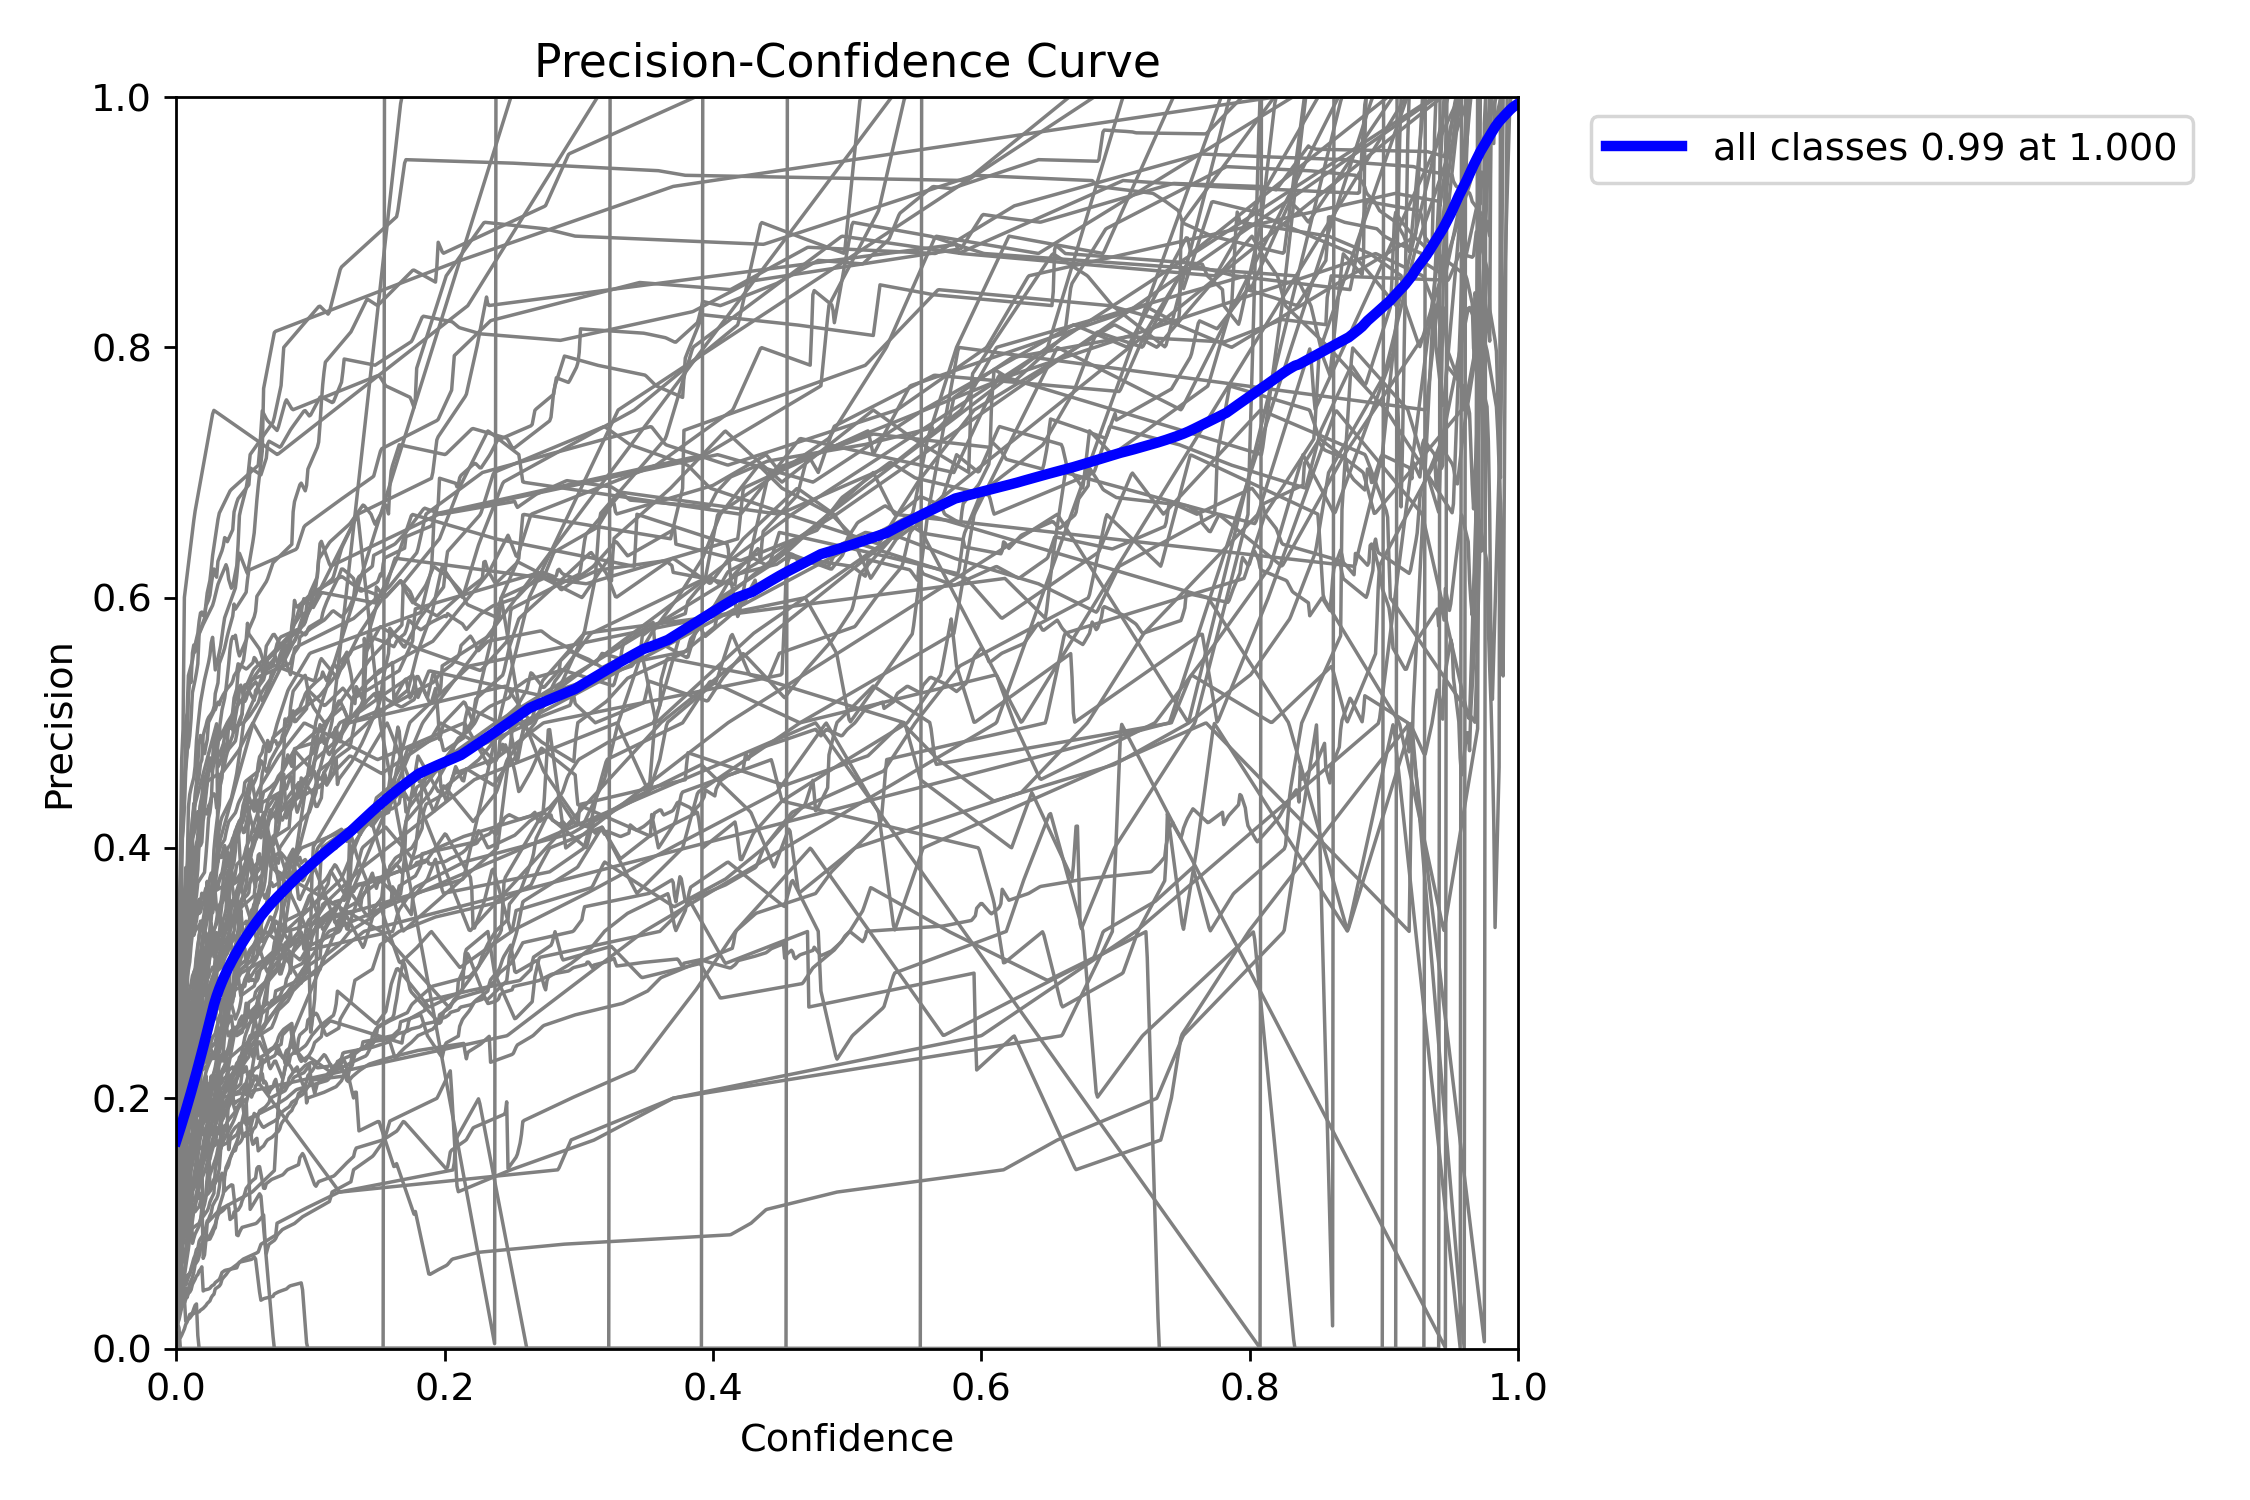 Precision-Confidence Curve
1.0
0.8
0.6
0.4
0.2
0.0
Precision
0.0 0.2 0.4 0.6 0.8 1.0
Confidence
all classes 0.99 at 1.000